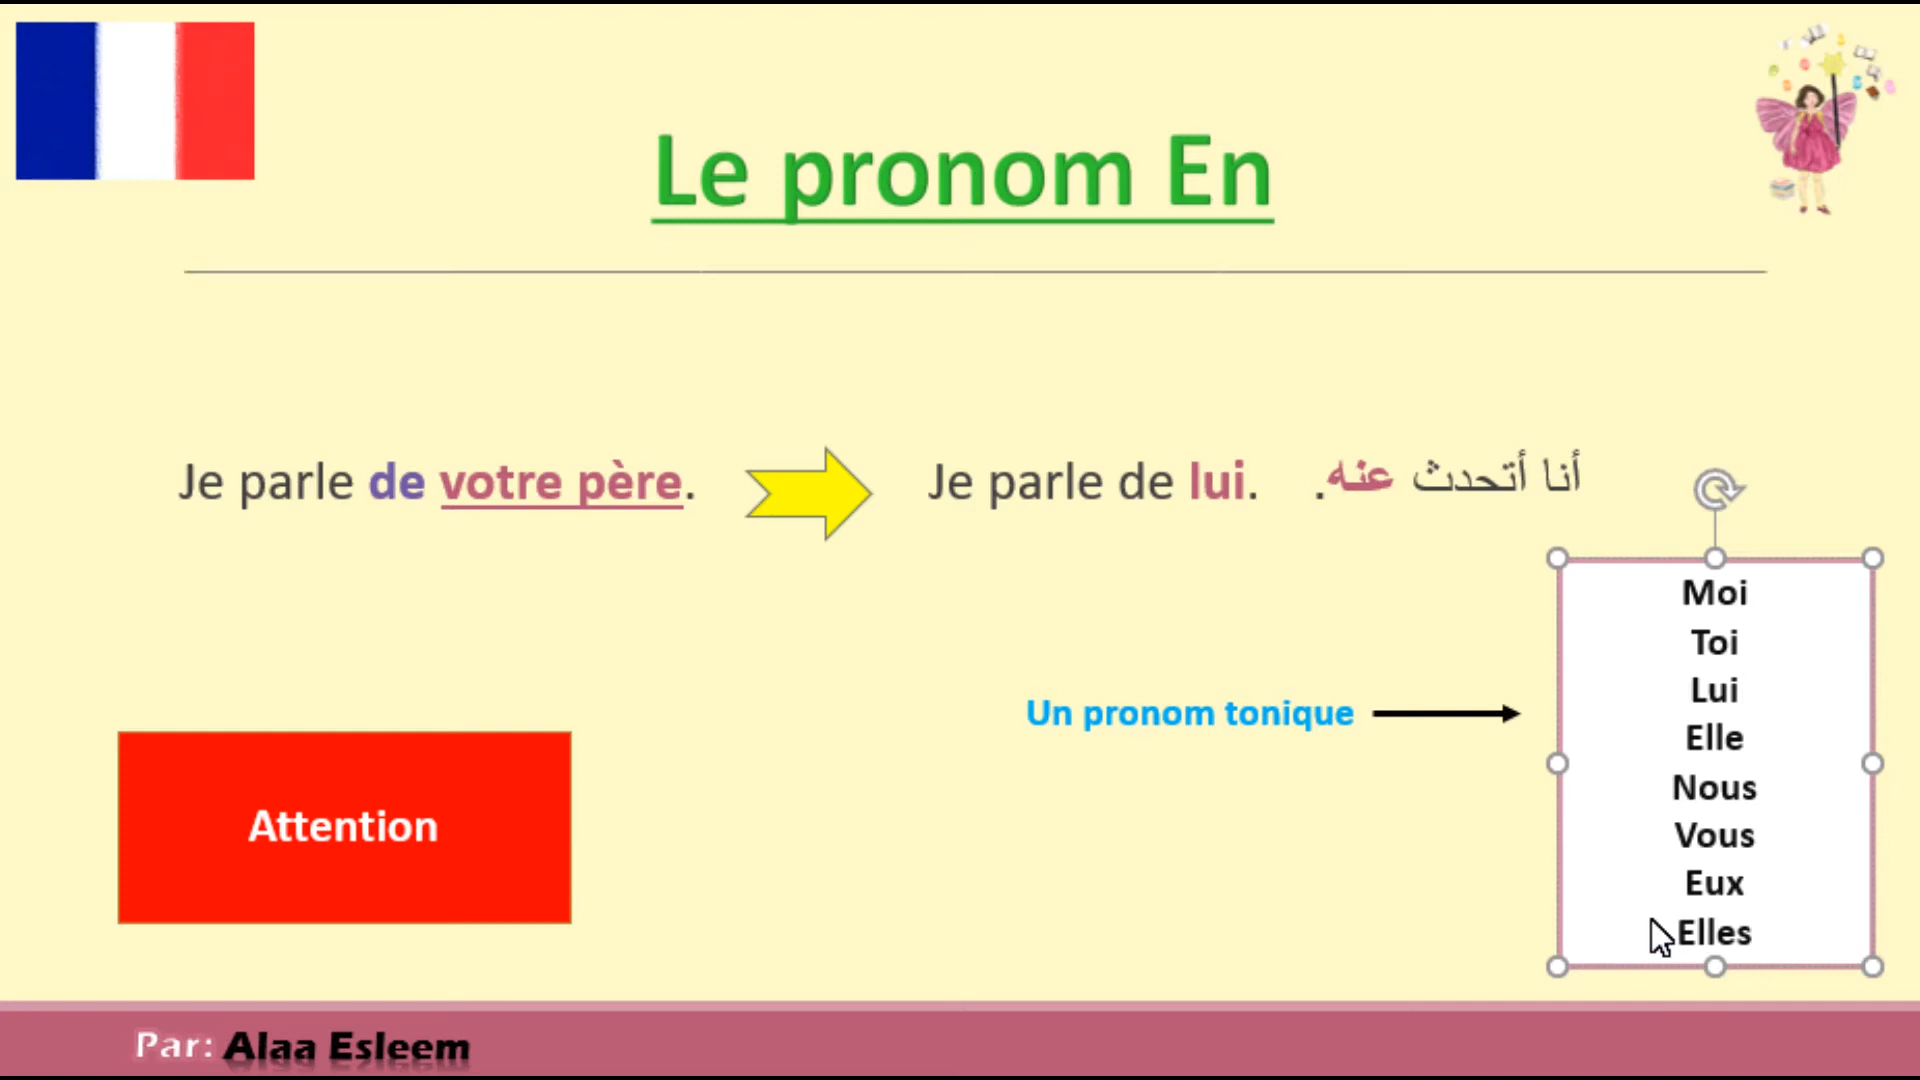 Le pronom En
Je parle de votre père.
Je parle de lui.
أنا أتحدث عنه.
Un pronom tonique
Moi
Toi
Lui
Elle
Nous
Vous
Eux
Elles
Attention
Par: Alaa Esleem